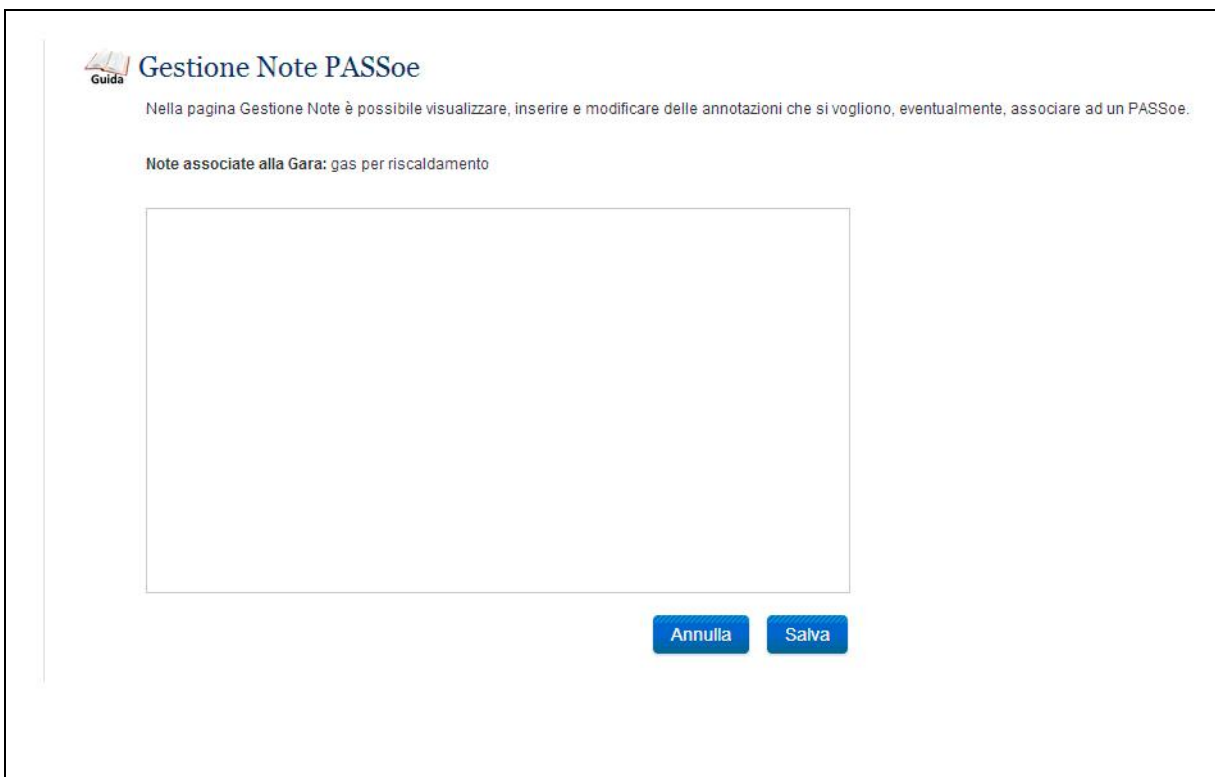 Guida
Gestione Note PASSoe
Nella pagina Gestione Note è possibile visualizzare, inserire e modificare delle annotazioni che si vogliono, eventualmente, associare ad un PASSoe.
Note associate alla Gara: gas per riscaldamento
Annulla
Salva